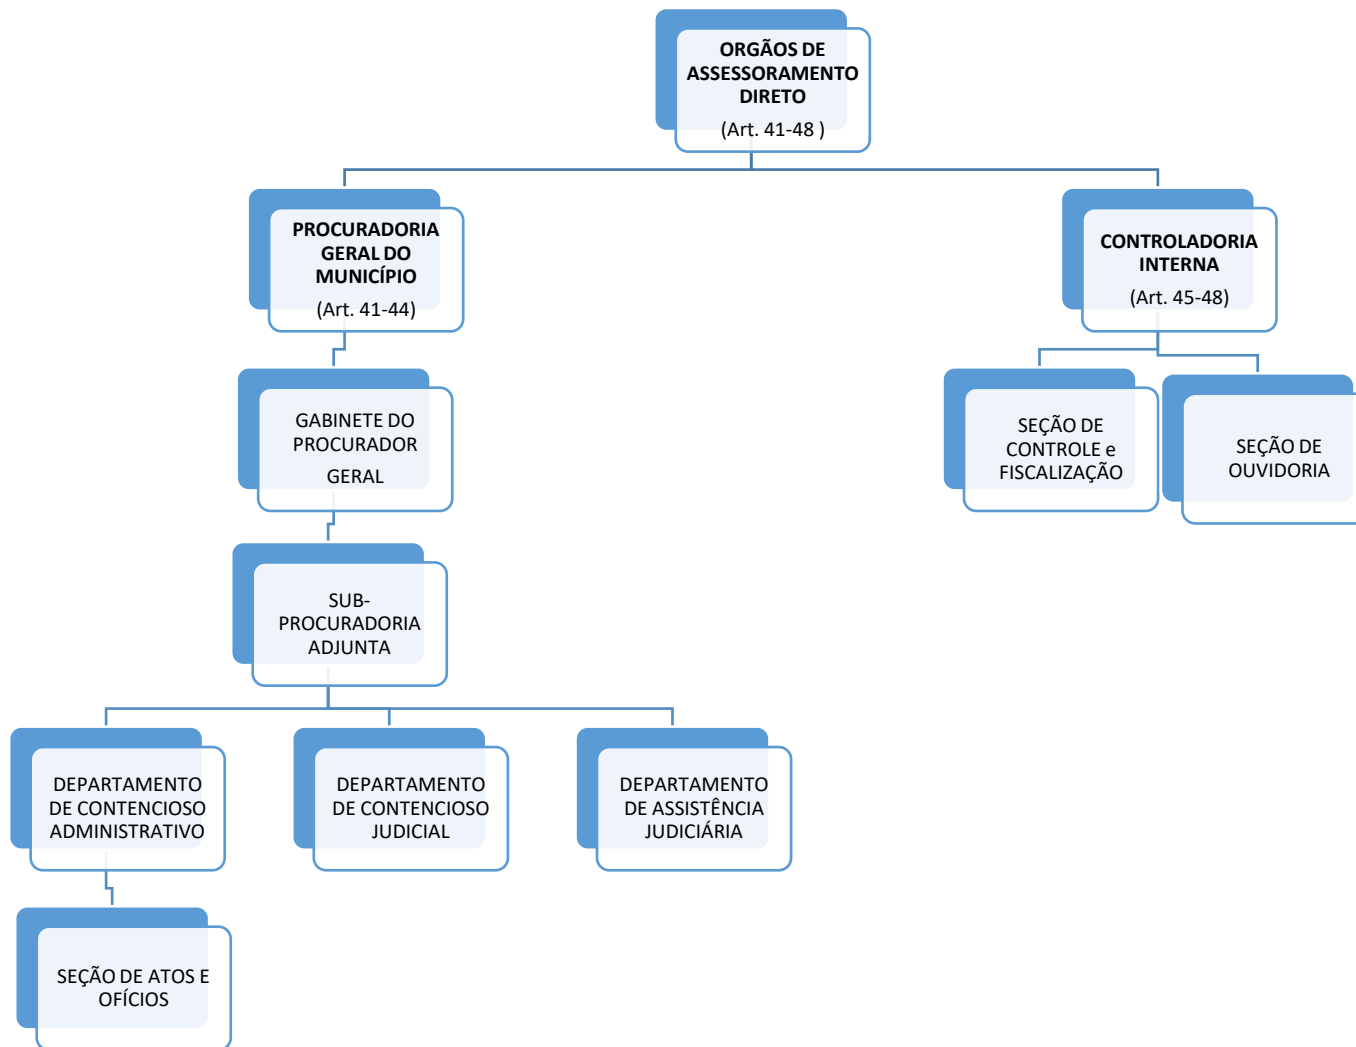 ORGÃOS DE
ASSESSORAMENTO
DIRETO
(Art. 41-48 )
PROCURADORIA
GERAL DO
MUNICÍPIO
(Art. 41-44)
CONTROLADORIA
INTERNA
(Art. 45-48)
GABINETE DO
PROCURADOR
GERAL
SEÇÃO DE
CONTROLE e
FISCALIZAÇÃO
SEÇÃO DE
OUVIDORIA
SUB-
PROCURADORIA
ADJUNTA
DEPARTAMENTO
DE CONTENCIOSO
ADMINISTRATIVO
DEPARTAMENTO
DE CONTENCIOSO
JUDICIAL
DEPARTAMENTO
DE ASSISTÊNCIA
JUDICIÁRIA
SEÇÃO DE ATOS E
OFÍCIOS